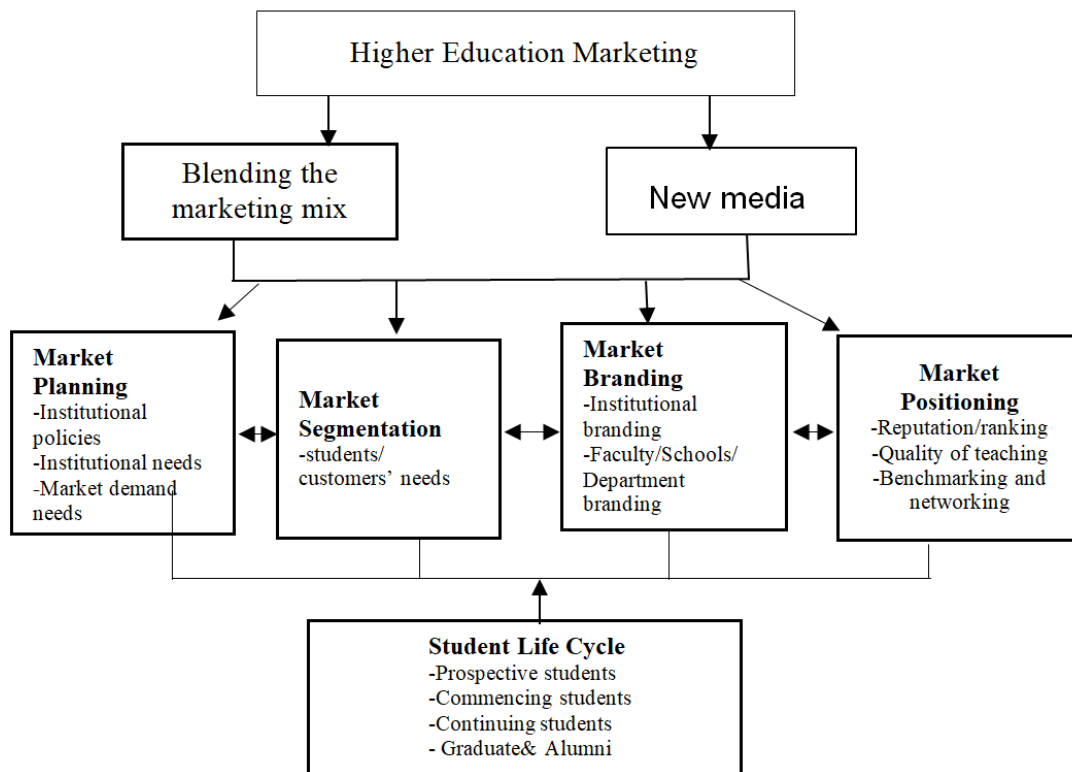 Higher Education Marketing
Blending the
marketing mix
New media
Market
Planning
-Institutional
policies
-Institutional needs
-Market demand
needs
Market
Segmentation
-students/
customers’ needs
Market
Branding
-Institutional
branding
-Faculty/Schools/
Department
branding
Market
Positioning
-Reputation/ranking
-Quality of teaching
-Benchmarking and
networking
Student Life Cycle
-Prospective students
-Commencing students
-Continuing students
- Graduate& Alumni